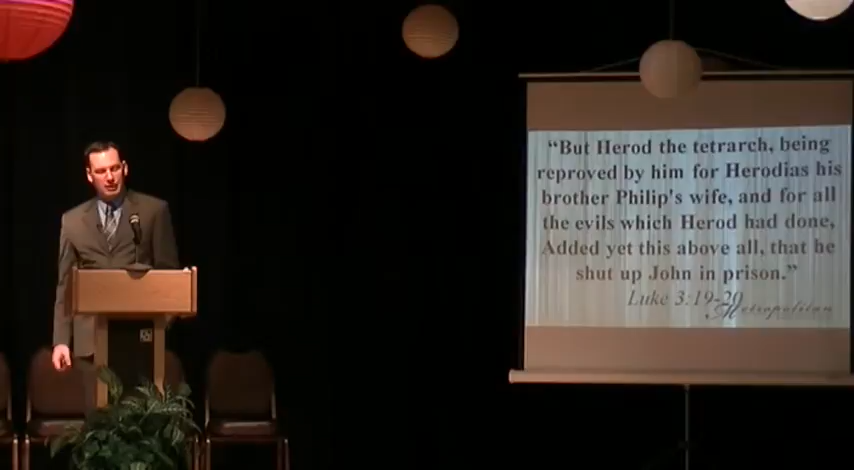 “But Herod the tetrarch, being
reproved by him for Herodias his
brother Philip's wife, and for all
the evils which Herod had done,
Added yet this above all, that he
shut up John in prison.”
Luke 3:19-20
Metropolitan